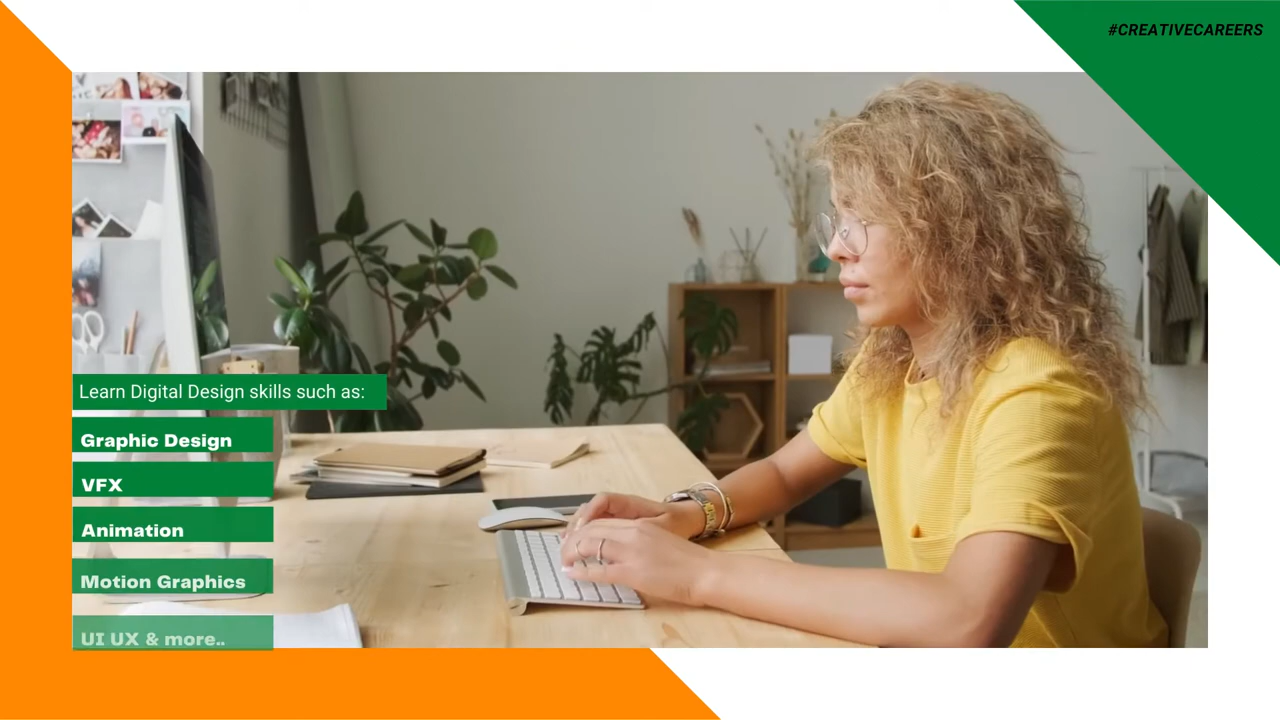 #CREATIVECAREERS
Learn Digital Design skills such as:
Graphic Design
VFX
Animation
Motion Graphics
UI UX & more..